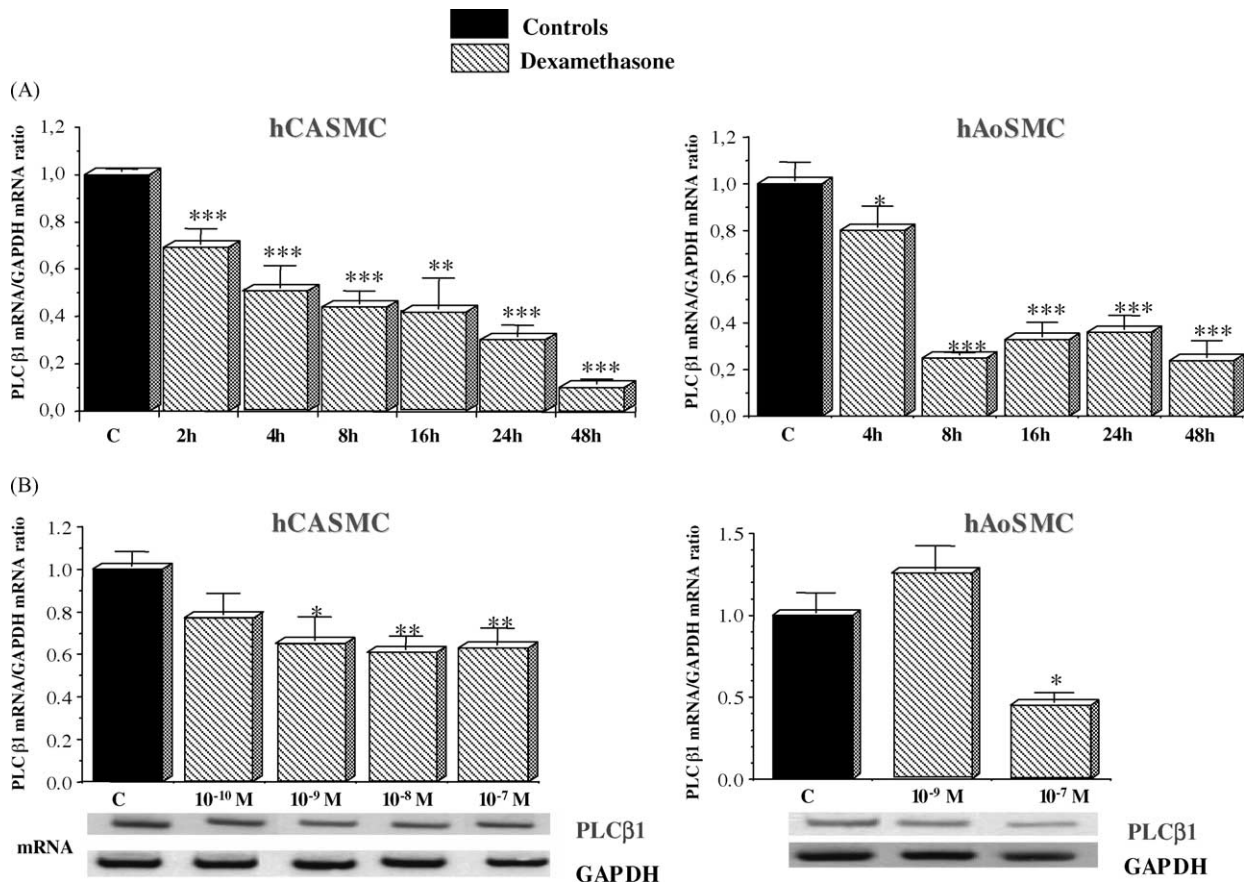 Controls
Dexamethasone
(A)
hCASMC
PLCβ1 mRNA/GAPDH mRNA ratio
1,2
1,0
0,8
0,6
0,4
0,2
0,0
***
***
***
**
***
***
C 2h 4h 8h 16h 24h 48h
hAoSMC
PLCβ1 mRNA/GAPDH mRNA ratio
1,2
1,0
0,8
0,6
0,4
0,2
0,0
*
***
***
***
***
C 4h 8h 16h 24h 48h
(B)
hCASMC
PLCβ1 mRNA/GAPDH mRNA ratio
1.2
1.0
0.8
0.6
0.4
0.2
0.0
*
**
**
C 10⁻¹⁰ M 10⁻⁹ M 10⁻⁸ M 10⁻⁷ M
mRNA
PLCβ1
GAPDH
hAoSMC
PLCβ1 mRNA/GAPDH mRNA ratio
1.5
1.0
0.5
0.0
*
C 10⁻⁹ M 10⁻⁷ M
PLCβ1
GAPDH